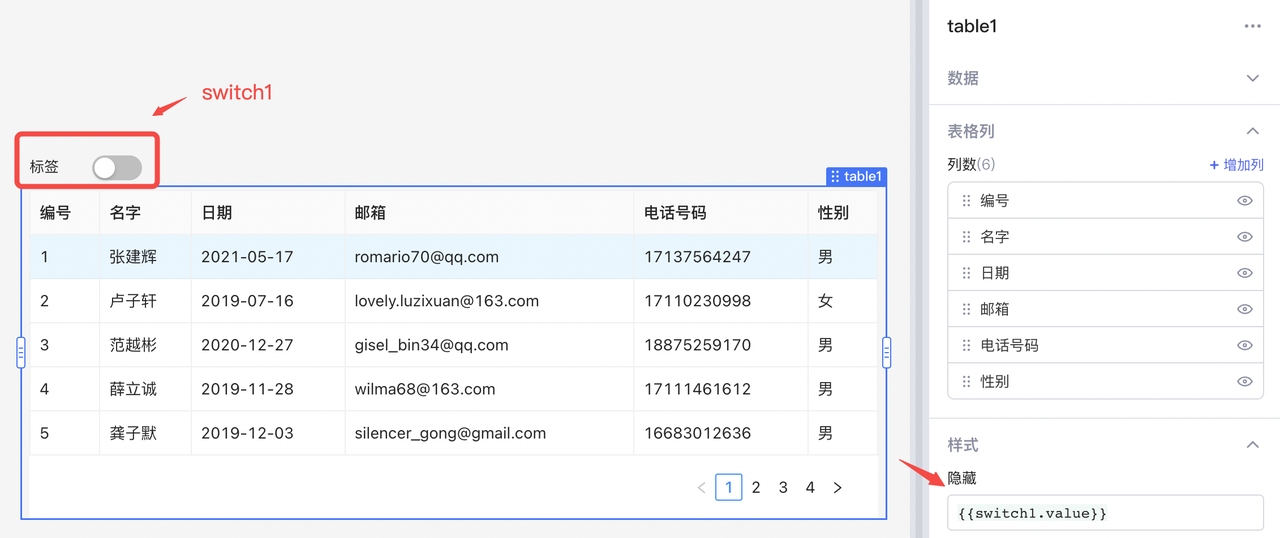 switch1
标签
table1
编号 名字 日期 邮箱 电话号码 性别
1 张建辉 2021-05-17 romario70@qq.com 17137564247 男
2 卢子轩 2019-07-16 lovely.luzixuan@163.com 17110230998 女
3 范越彬 2020-12-27 gisel_bin34@qq.com 18875259170 男
4 薛立诚 2019-11-28 wilma68@163.com 17111461612 男
5 龚子默 2019-12-03 silencer_gong@gmail.com 16683012636 男
1 2 3 4
table1
数据
表格列
列数(6) + 增加列
编号
名字
日期
邮箱
电话号码
性别
样式
隐藏
{{switch1.value}}